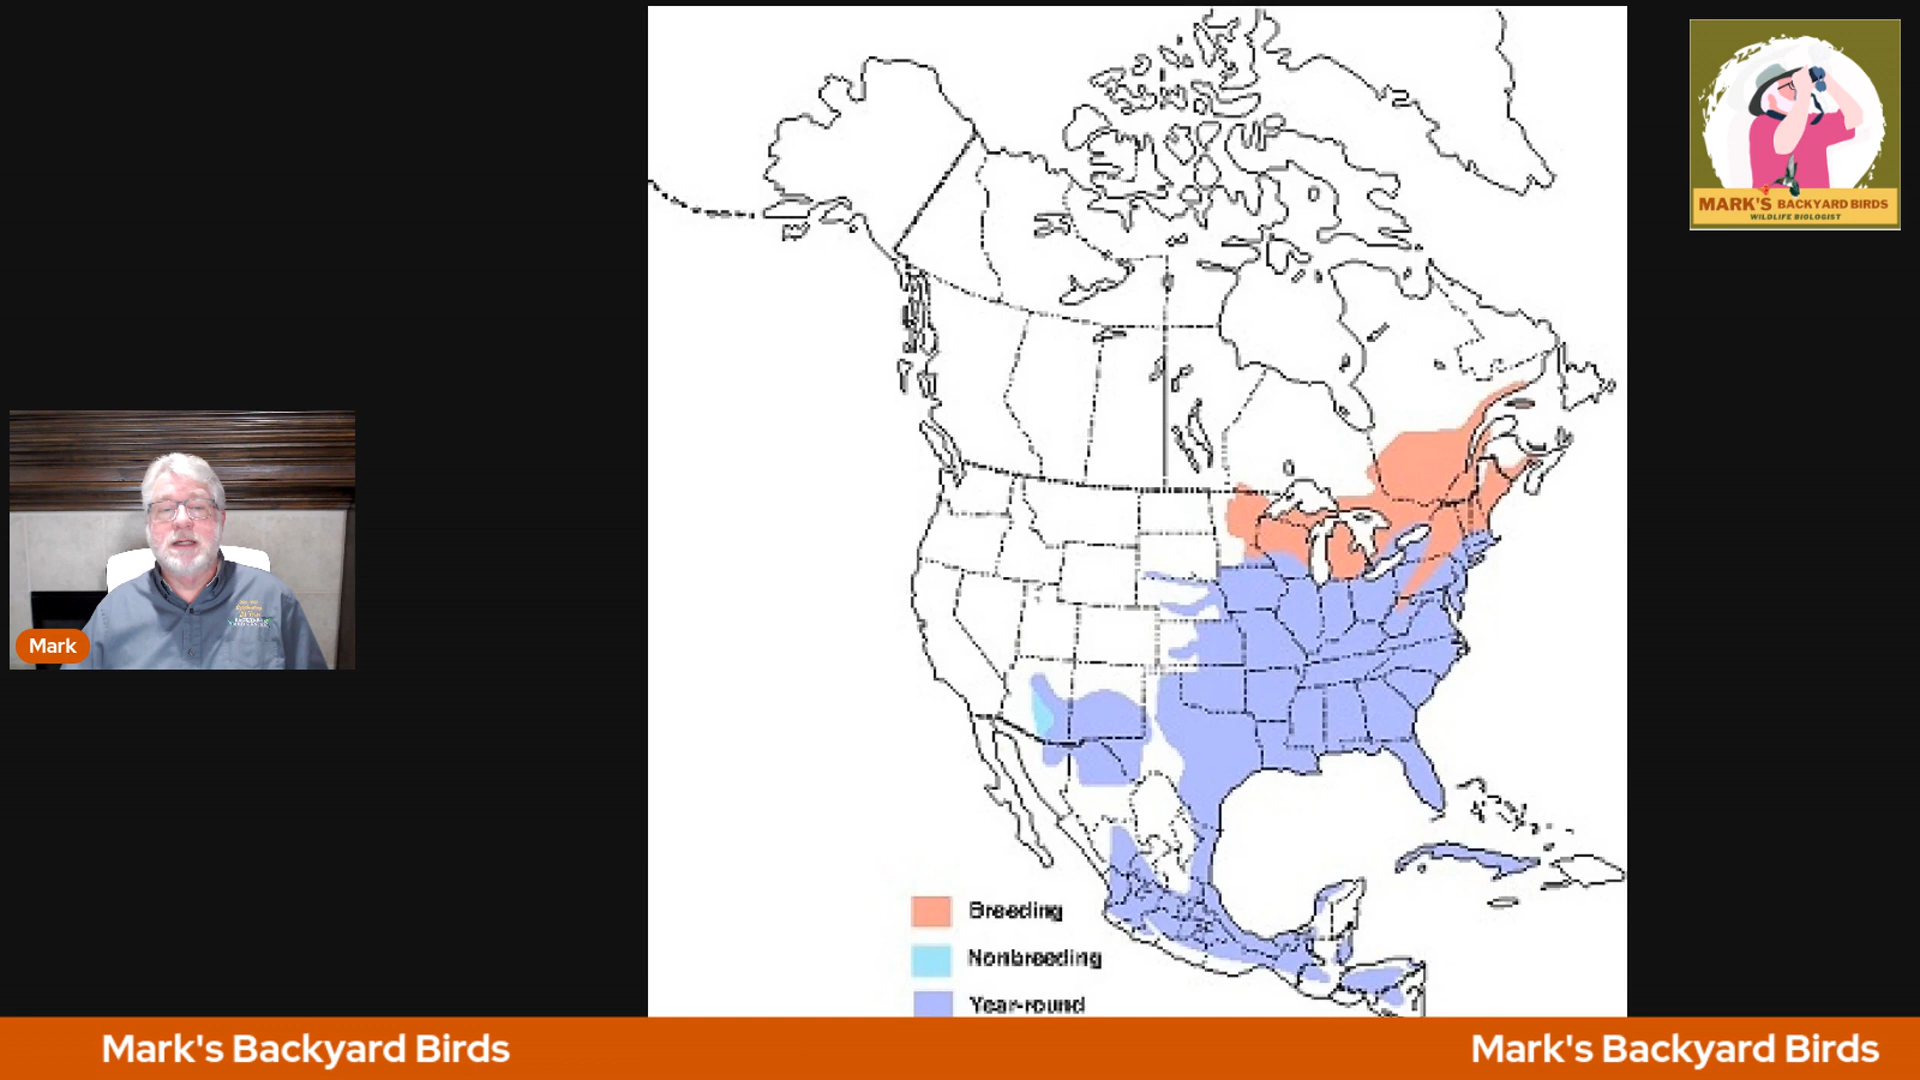 MARK'S BACKYARD BIRDS
WILDLIFE BIOLOGIST
Mark
Breeding
Nonbreeding
Year-round
?
Mark's Backyard Birds
Mark's Backyard Birds